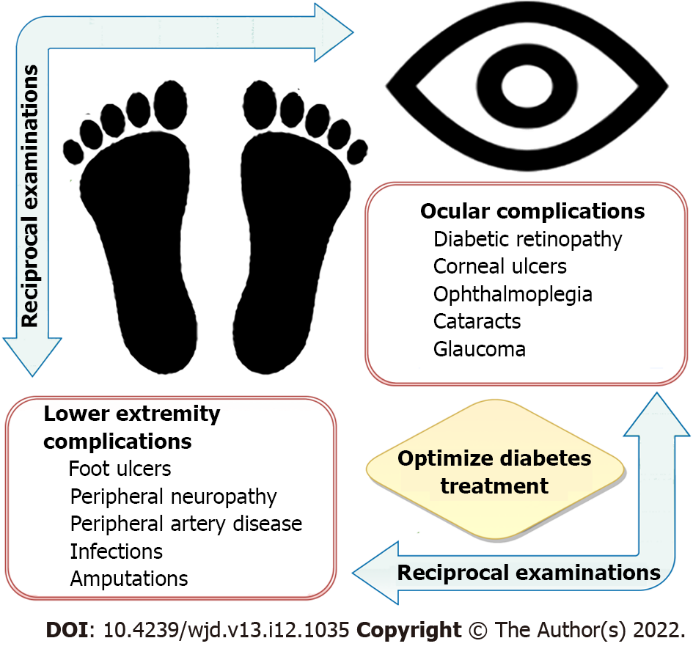 Reciprocal examinations
Ocular complications
Diabetic retinopathy
Corneal ulcers
Ophthalmoplegia
Cataracts
Glaucoma
Lower extremity
complications
Foot ulcers
Peripheral neuropathy
Peripheral artery disease
Infections
Amputations
Optimize diabetes
treatment
Reciprocal examinations
DOI: 10.4239/wjd.v13.i12.1035 Copyright © The Author(s) 2022.